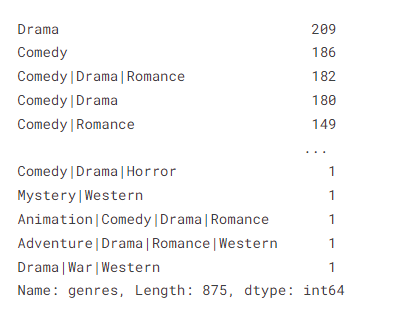 Drama 209
Comedy 186
Comedy|Drama|Romance 182
Comedy|Drama 180
Comedy|Romance 149
...
Comedy|Drama|Horror 1
Mystery|Western 1
Animation|Comedy|Drama|Romance 1
Adventure|Drama|Romance|Western 1
Drama|War|Western 1
Name: genres, Length: 875, dtype: int64